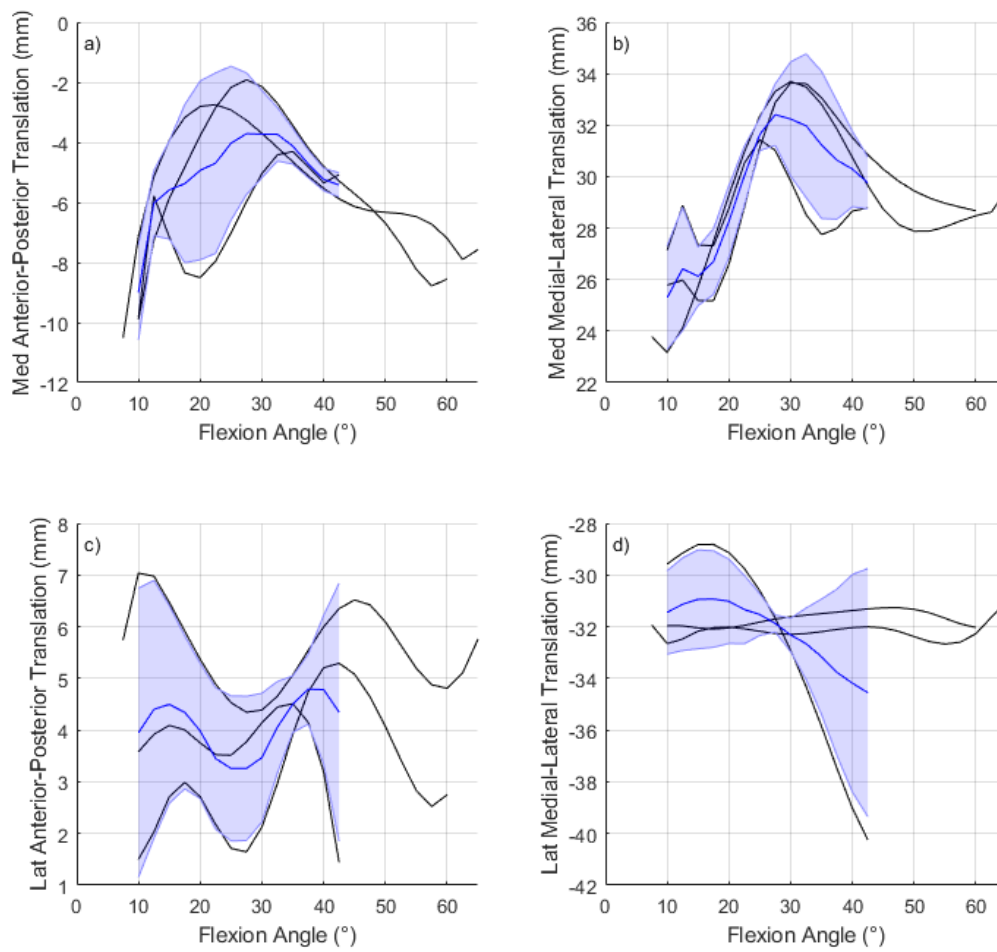 a)
Med Anterior-Posterior Translation (mm)
0
-2
-4
-6
-8
-10
-12
0 10 20 30 40 50 60
Flexion Angle (°)
b)
Med Medial-Lateral Translation (mm)
36
34
32
30
28
26
24
22
0 10 20 30 40 50 60
Flexion Angle (°)
c)
Lat Anterior-Posterior Translation (mm)
8
7
6
5
4
3
2
1
0 10 20 30 40 50 60
Flexion Angle (°)
d)
Lat Medial-Lateral Translation (mm)
-28
-30
-32
-34
-36
-38
-40
-42
0 10 20 30 40 50 60
Flexion Angle (°)